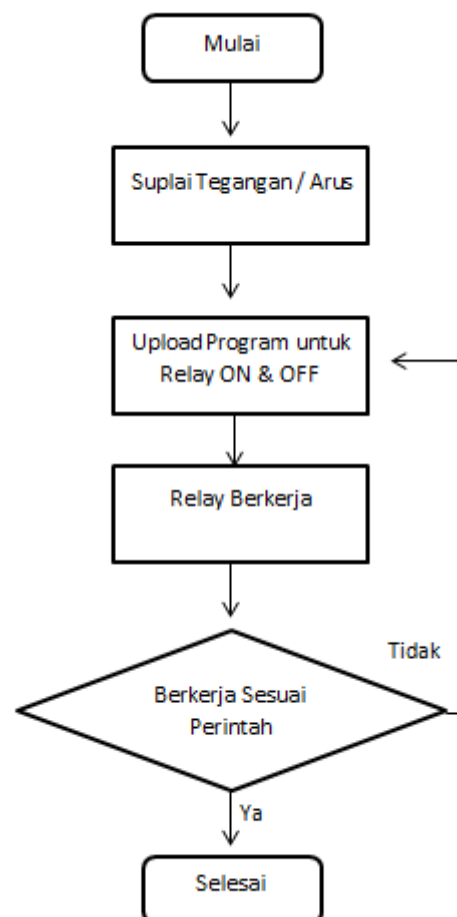 Mulai
Suplai Tegangan / Arus
Upload Program untuk
Relay ON & OFF
Relay Berkerja
Tidak
Berkerja Sesuai
Perintah
Ya
Selesai